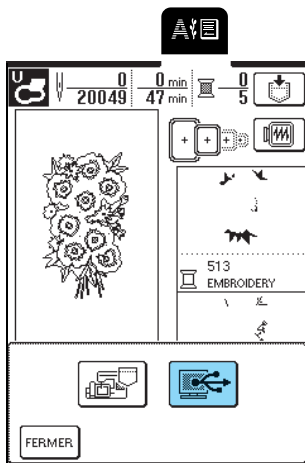 A
U
0 0 min 0
20049 47 min 5
513
EMBROIDERY
FERMER